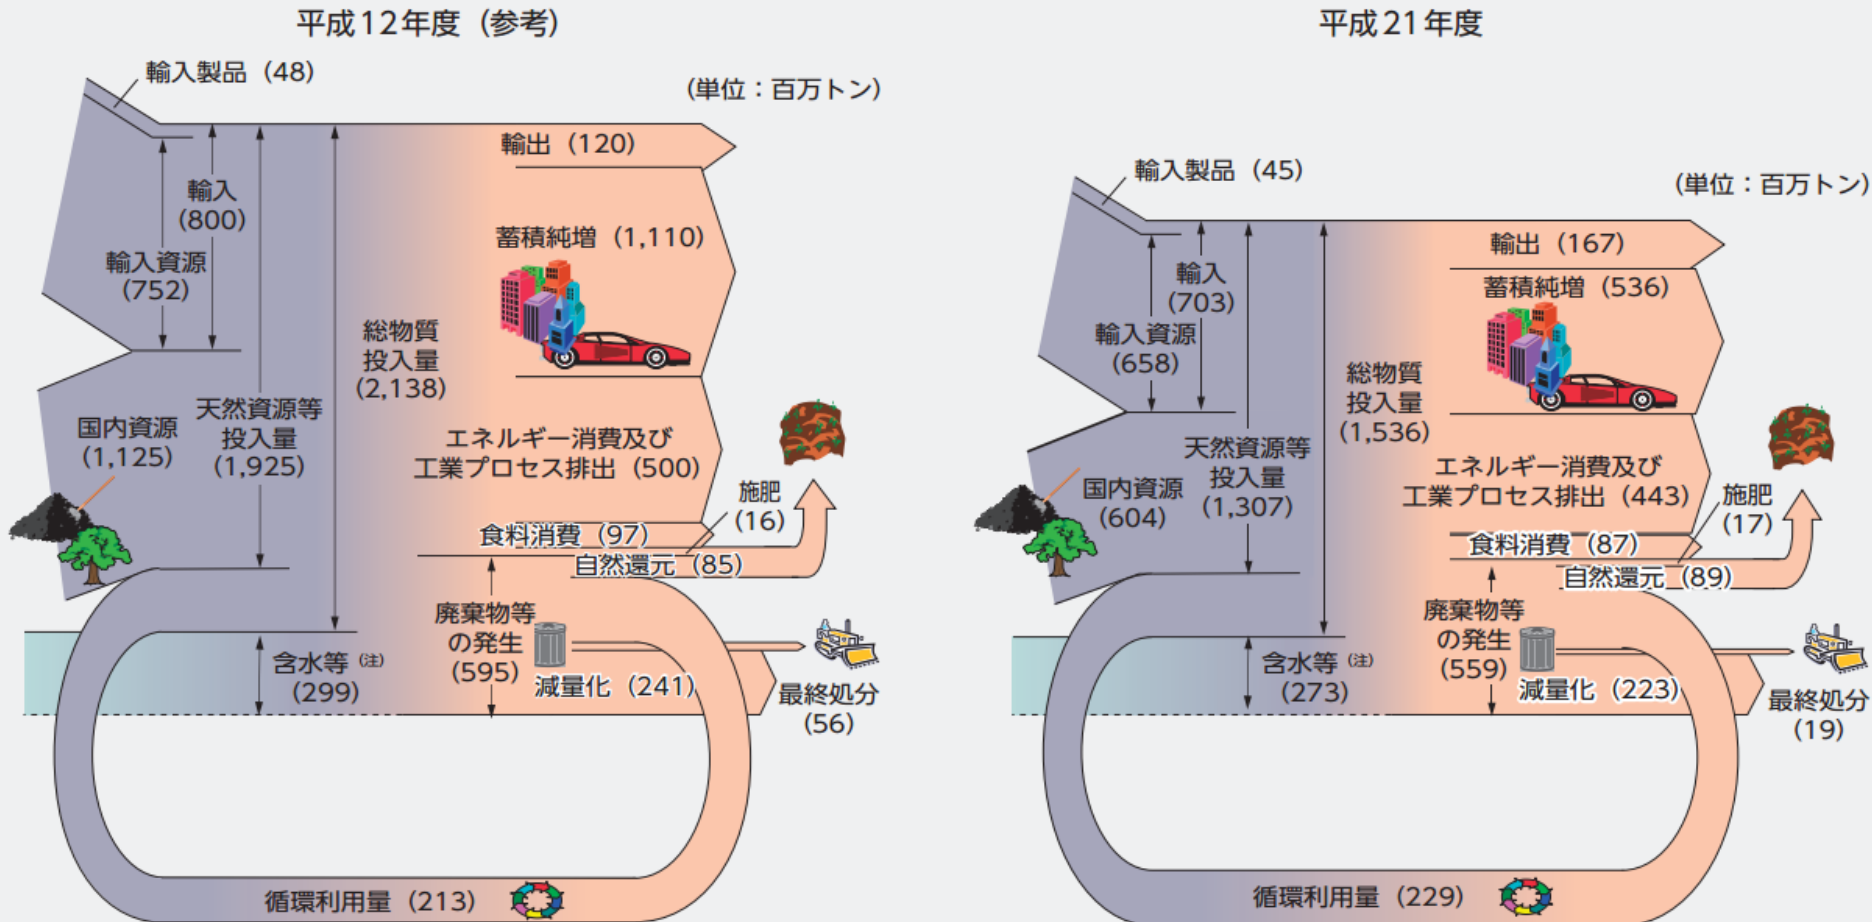 平成12年度（参考）
輸入製品（48）
（単位：百万トン）
輸出（120）
輸入
（800）
蓄積純増（1,110）
輸入資源
（752）
総物質
投入量
（2,138）
天然資源等
投入量
（1,925）
国内資源
（1,125）
エネルギー消費及び
工業プロセス排出（500）
施肥
（16）
食料消費（97）
自然還元（85）
廃棄物等
の発生
（595）
含水等（注）
（299）
減量化（241）
最終処分
（56）
循環利用量（213）
平成21年度
輸入製品（45）
（単位：百万トン）
輸出（167）
輸入
（703）
蓄積純増（536）
輸入資源
（658）
総物質
投入量
（1,536）
天然資源等
投入量
（1,307）
国内資源
（604）
エネルギー消費及び
工業プロセス排出（443）
施肥
（17）
食料消費（87）
自然還元（89）
廃棄物等
の発生
（559）
含水等（注）
（273）
減量化（223）
最終処分
（19）
循環利用量（229）